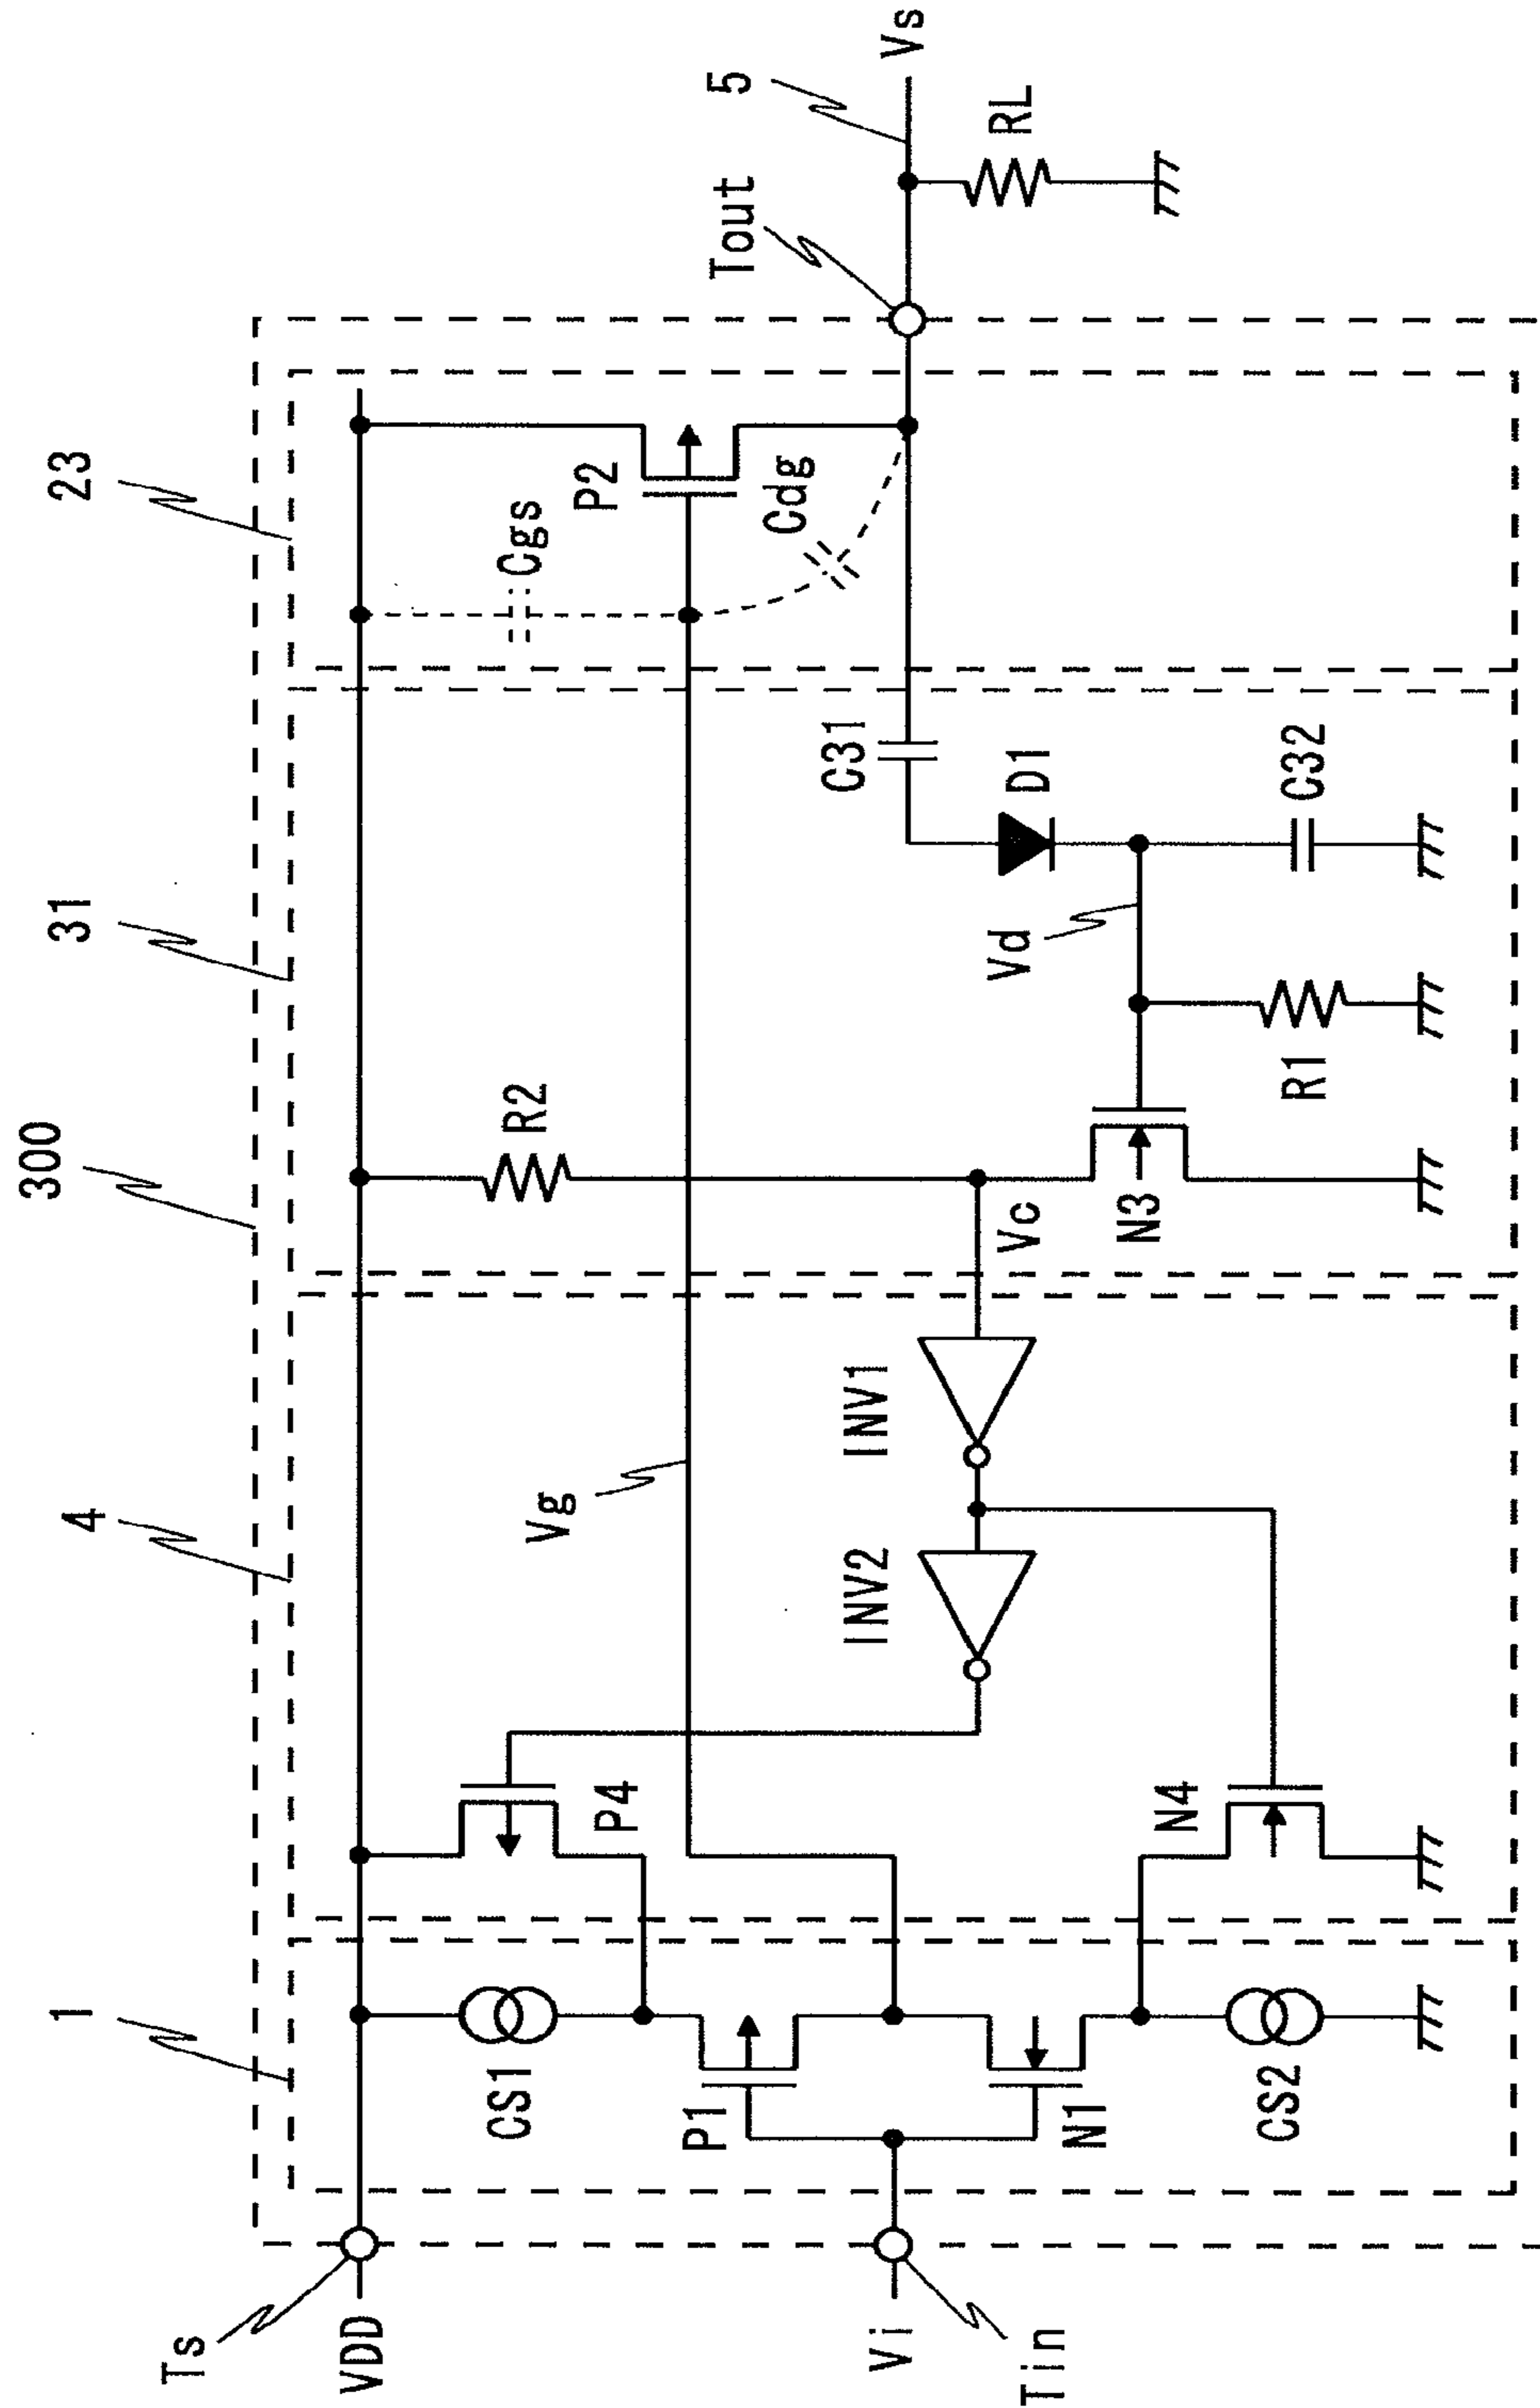 300
1
4
31
23
Ts
VDD
CS1
P4
R2
Cgs
P2
Vg
P1
Cdg
Tout
5
Vs
Vi
INV2
INV1
C31
RL
Vc
Vd
D1
Tin
N1
N4
N3
CS2
R1
C32